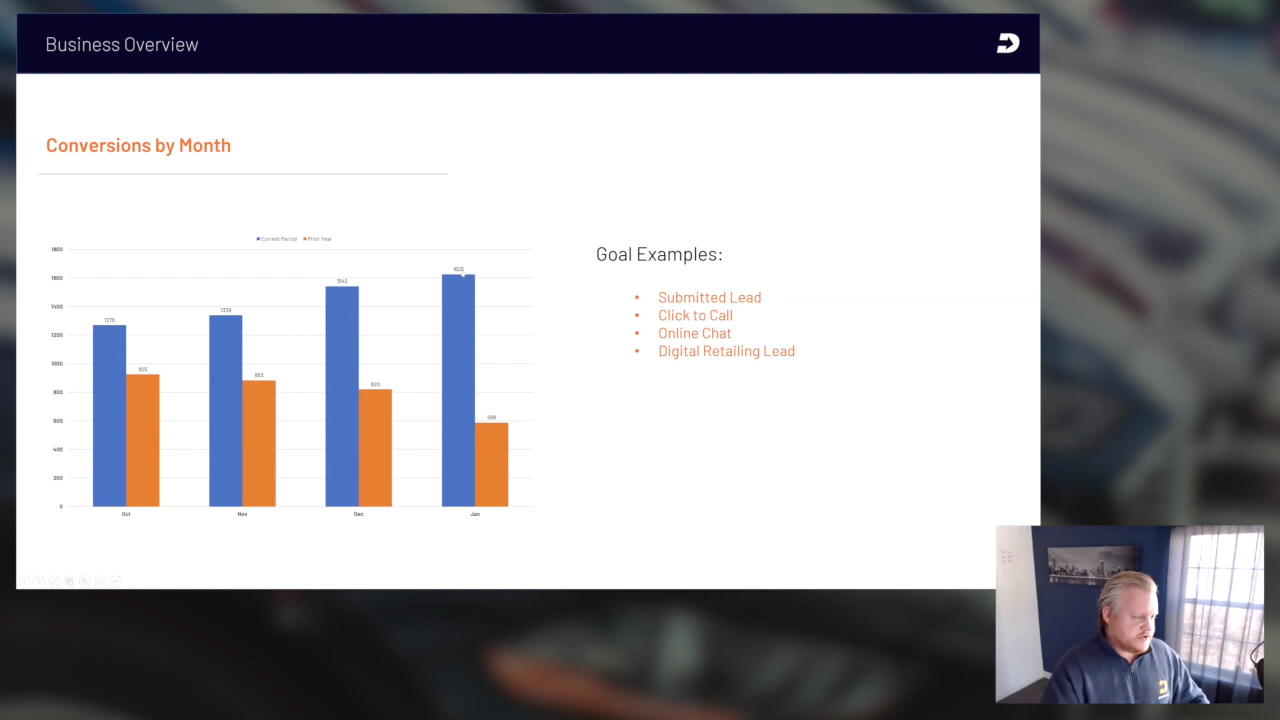 Business Overview
Conversions by Month
Current Period Prior Year
1800
1600
1400
1200
1000
800
600
400
200
0
1270
925
1339
883
1542
820
588
Oct
Nov
Dec
Jan
Goal Examples:
• Submitted Lead
• Click to Call
• Online Chat
• Digital Retailing Lead